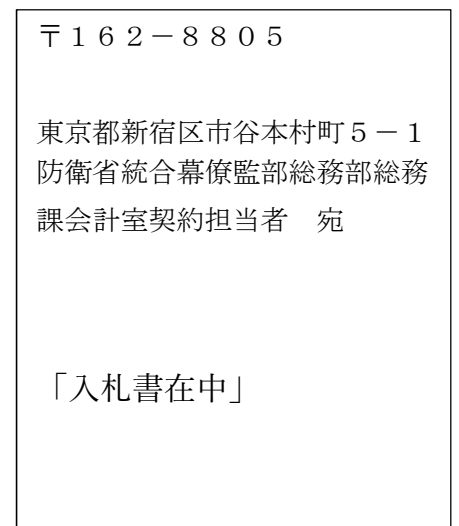 〒１６２－８８０５
東京都新宿区市谷本村町５－１
防衛省統合幕僚監部総務部総務
課会計室契約担当者　宛
「入札書在中」